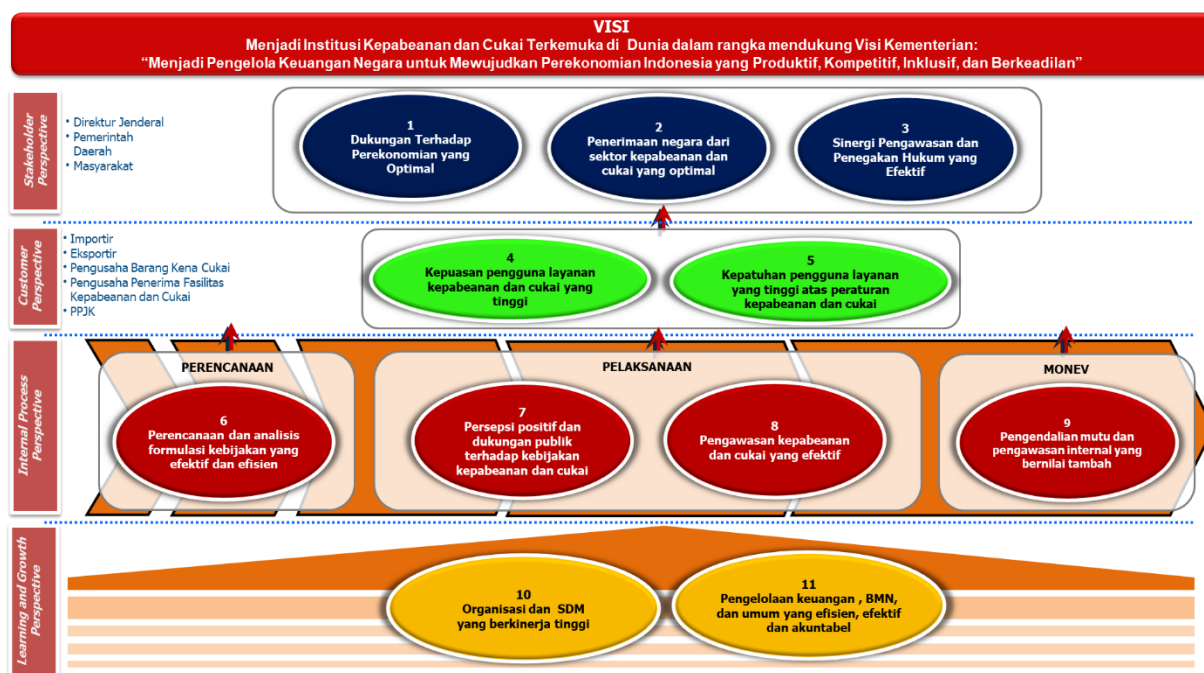 VISI
Menjadi Institusi Kepabeanan dan Cukai Terkemuka di Dunia dalam rangka mendukung Visi Kementerian:
“Menjadi Pengelola Keuangan Negara untuk Mewujudkan Perekonomian Indonesia yang Produktif, Kompetitif, Inklusif, dan Berkeadilan”
Stakeholder
Perspective
• Direktur Jenderal
• Pemerintah
Daerah
• Masyarakat
1
Dukungan Terhadap
Perekonomian yang
Optimal
2
Penerimaan negara dari
sektor kepabeanan dan
cukai yang optimal
3
Sinergi Pengawasan dan
Penegakan Hukum yang
Efektif
Customer
Perspective
• Importir
• Eksportir
• Pengusaha Barang Kena Cukai
• Pengusaha Penerima Fasilitas
Kepabeanan dan Cukai
• PPJK
4
Kepuasan pengguna layanan
kepabeanan dan cukai yang
tinggi
5
Kepatuhan pengguna layanan
yang tinggi atas peraturan
kepabeanan dan cukai
Internal Process
Perspective
PERENCANAAN
6
Perencanaan dan analisis
formulasi kebijakan yang
efektif dan efisien
PELAKSANAAN
7
Persepsi positif dan
dukungan publik
terhadap kebijakan
kepabeanan dan cukai
8
Pengawasan kepabeanan
dan cukai yang efektif
MONEV
9
Pengendalian mutu dan
pengawasan internal yang
bernilai tambah
Learning and Growth
Perspective
10
Organisasi dan SDM
yang berkinerja tinggi
11
Pengelolaan keuangan , BMN,
dan umum yang efisien, efektif
dan akuntabel